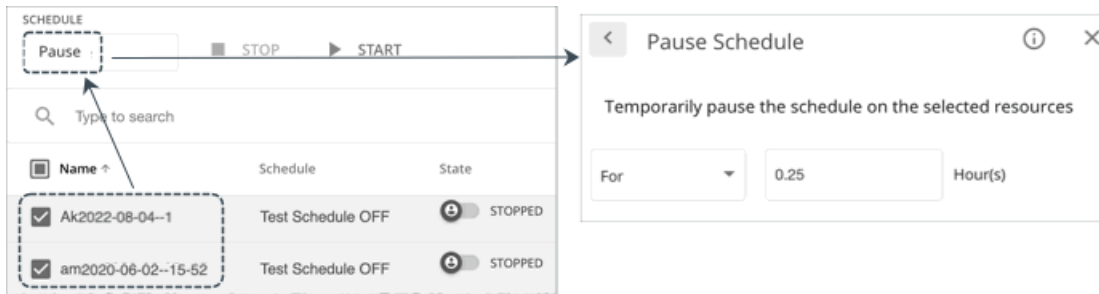 SCHEDULE
Pause
STOP START
Type to search
Name Schedule State
Ak2022-08-04--1 Test Schedule OFF STOPPED
am2020-06-02--15-52 Test Schedule OFF STOPPED
Pause Schedule
Temporarily pause the schedule on the selected resources
For 0.25 Hour(s)